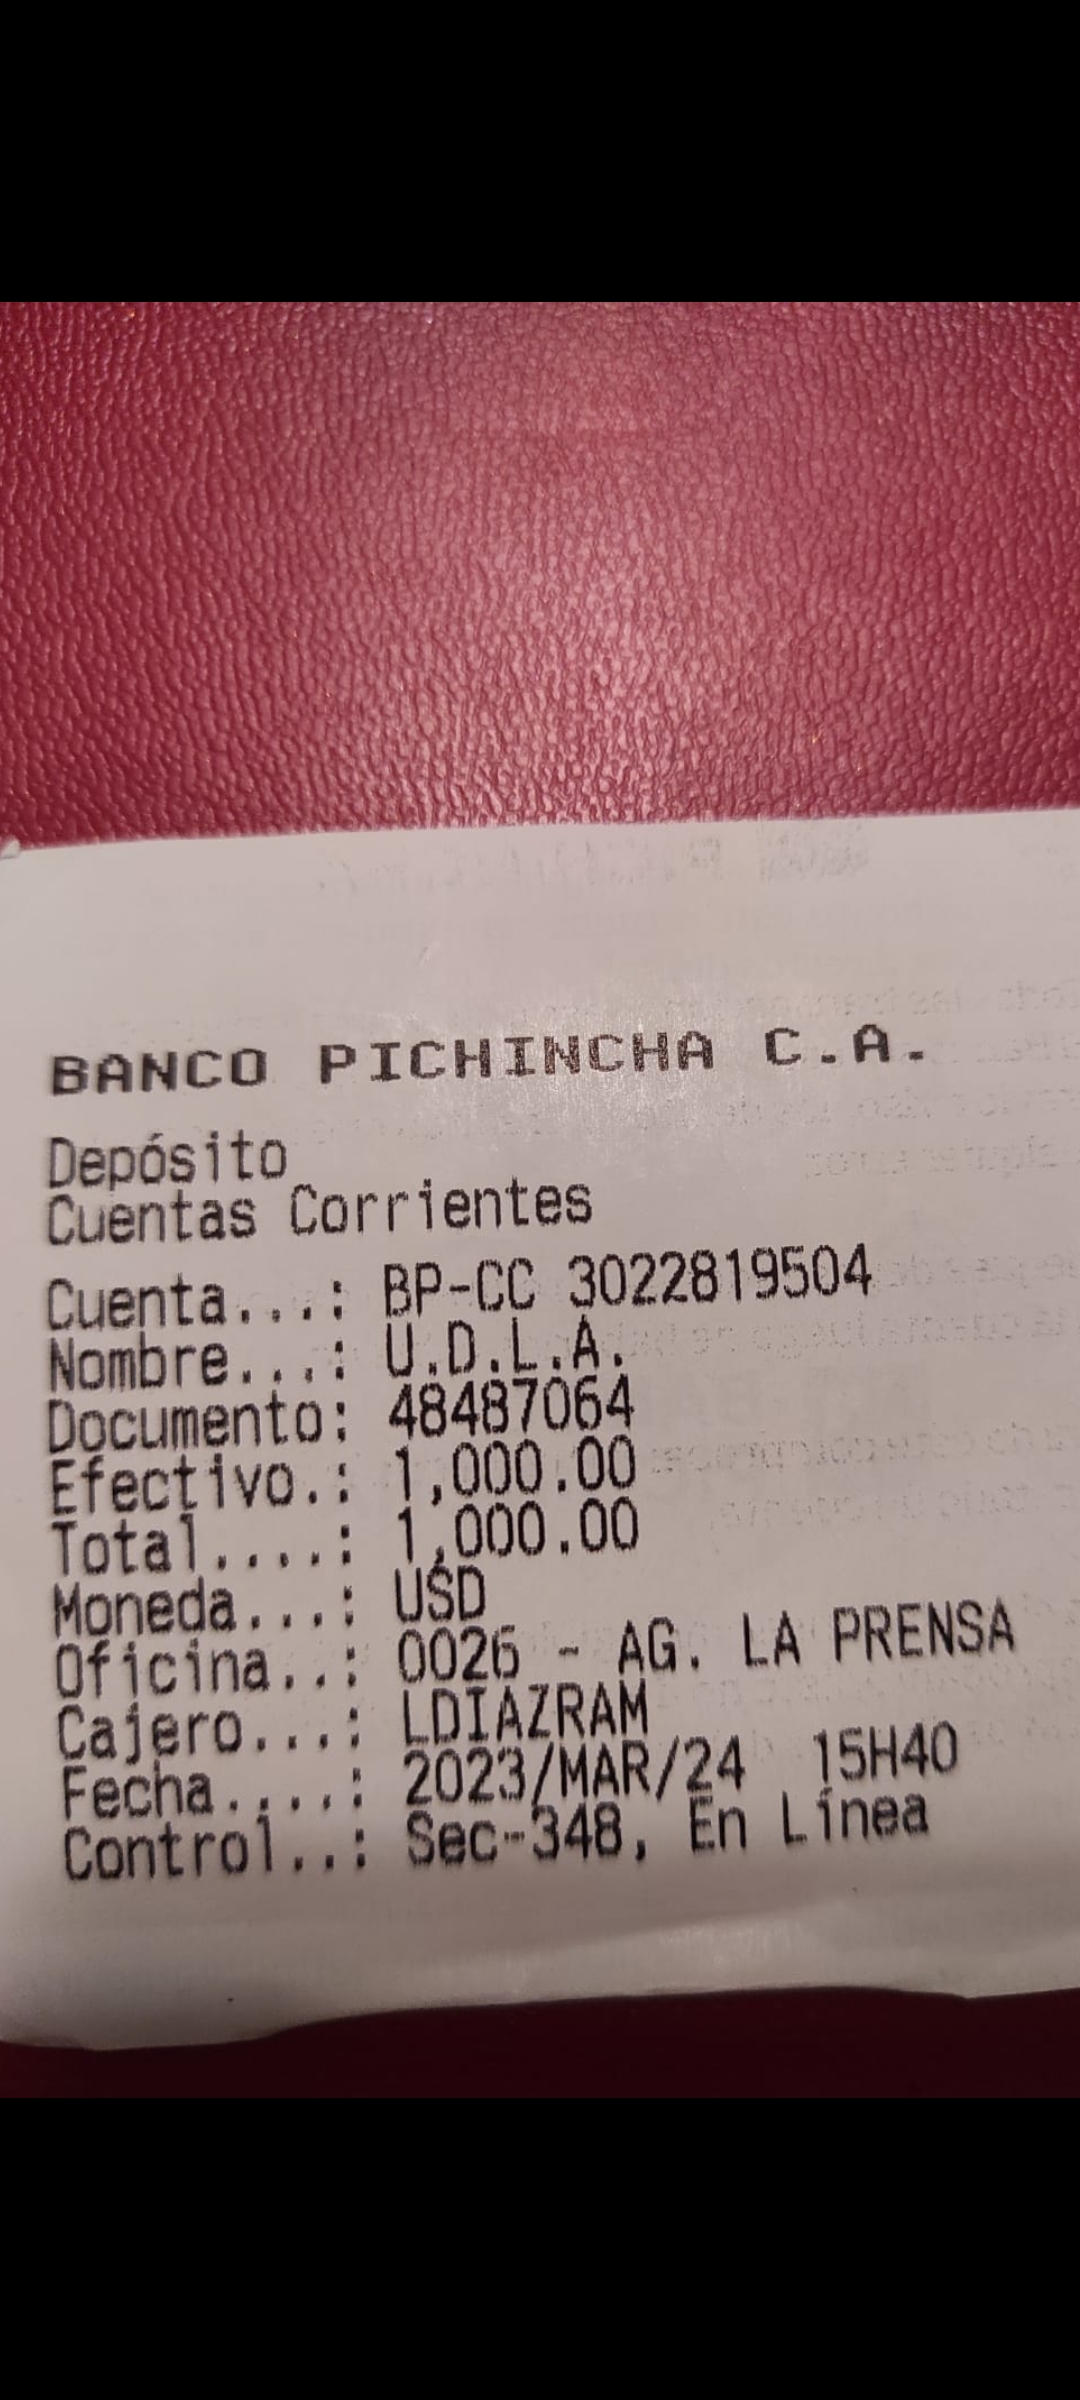 BANCO PICHINCHA C.A.
Depósito
Cuentas Corrientes
Cuenta...: BP-CC 3022819504
Nombre...: U.D.L.A.
Documento: 48487064
Efectivo.: 1,000.00
Total....: 1,000.00
Moneda...: USD
Oficina..: 0026 - AG. LA PRENSA
Cajero...: LDIAZRAM
Fecha....: 2023/MAR/24 15H40
Control..: Sec-348, En Línea